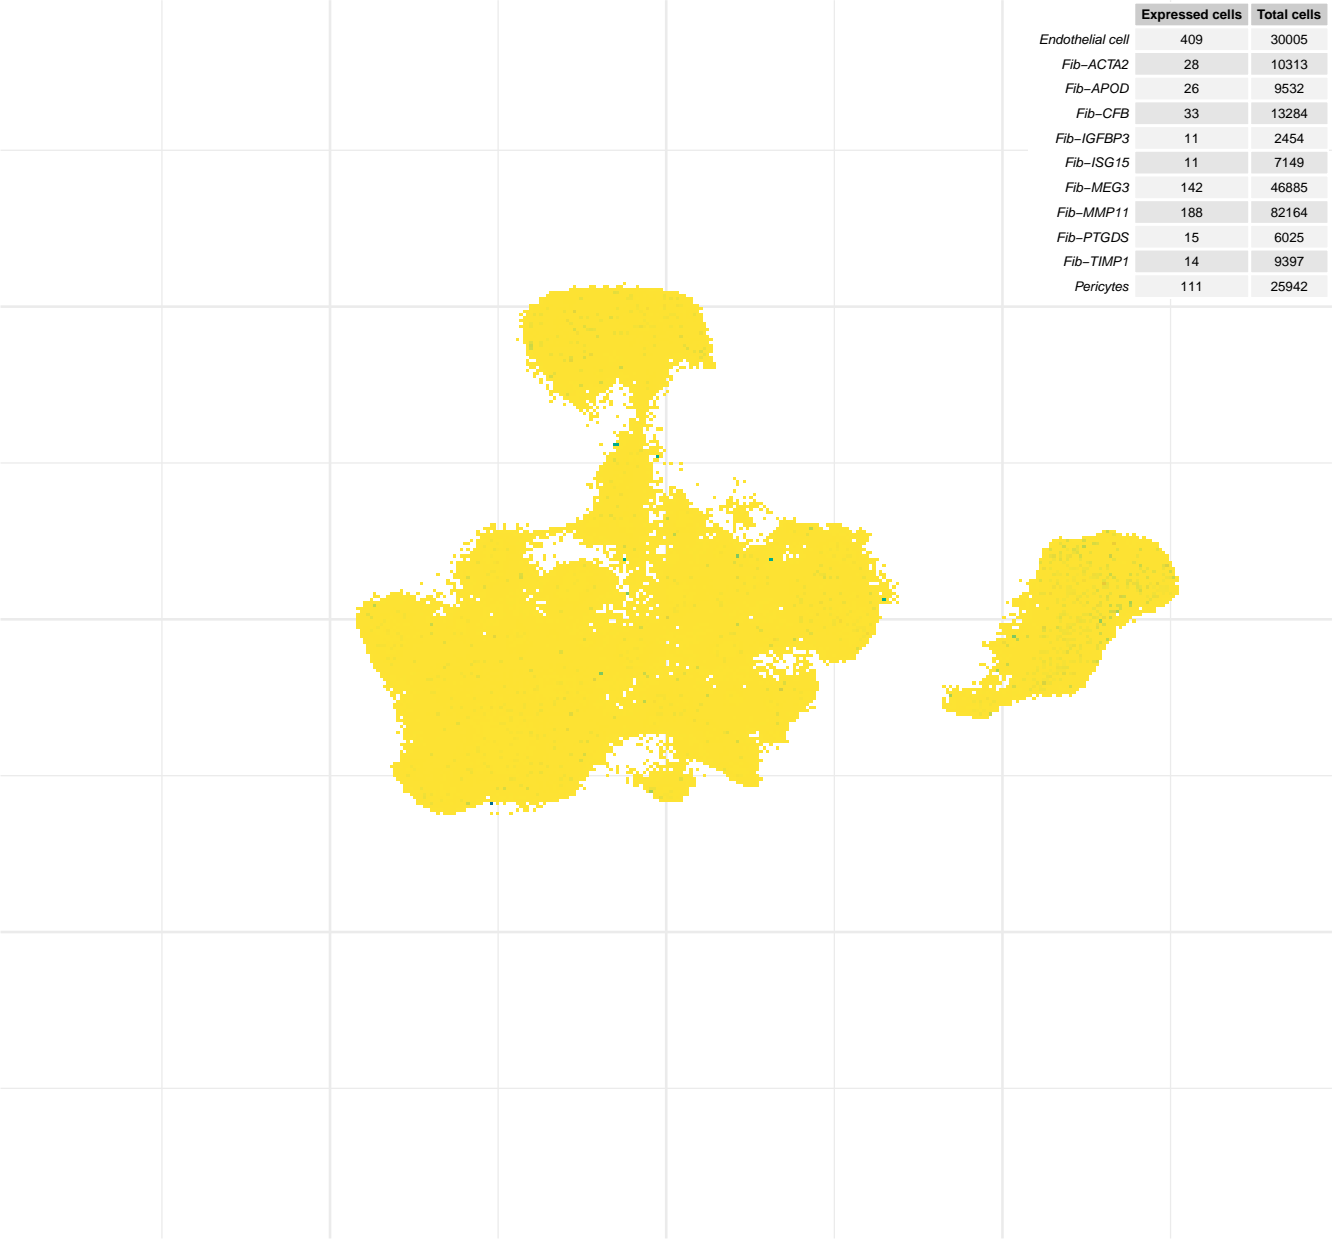 Expressed cells Total cells
Endothelial cell 409 30005
Fib−ACTA2 28 10313
Fib−APOD 26 9532
Fib−CFB 33 13284
Fib−IGFBP3 11 2454
Fib−ISG15 11 7149
Fib−MEG3 142 46885
Fib−MMP11 188 82164
Fib−PTGDS 15 6025
Fib−TIMP1 14 9397
Pericytes 111 25942